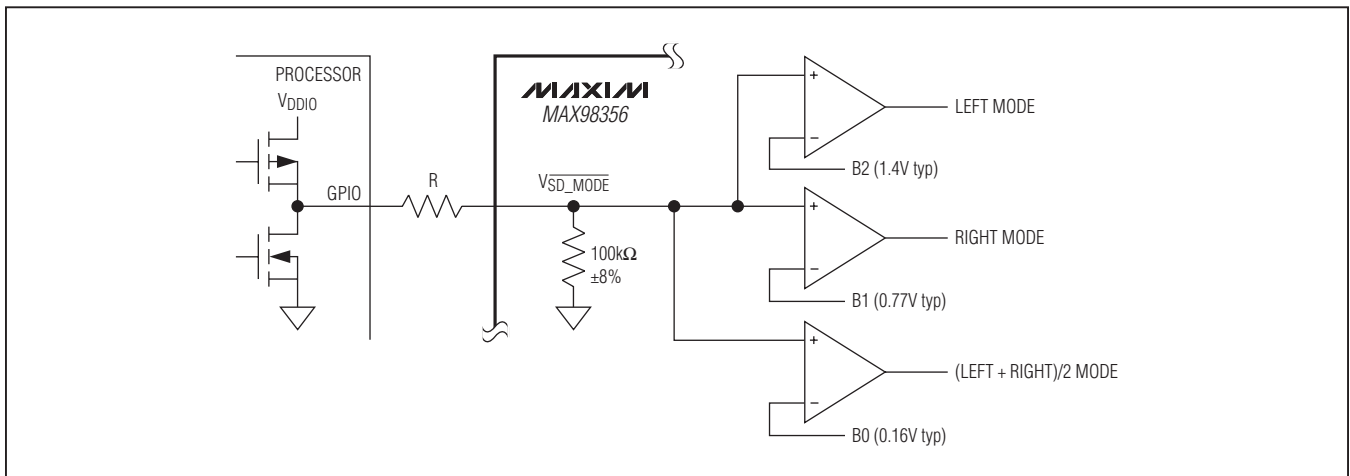 PROCESSOR
VDDIO
GPIO
R
MAXIM
MAX98356
VSD_MODE
100kΩ
±8%
+
−
LEFT MODE
B2 (1.4V typ)
+
−
RIGHT MODE
B1 (0.77V typ)
+
−
(LEFT + RIGHT)/2 MODE
B0 (0.16V typ)